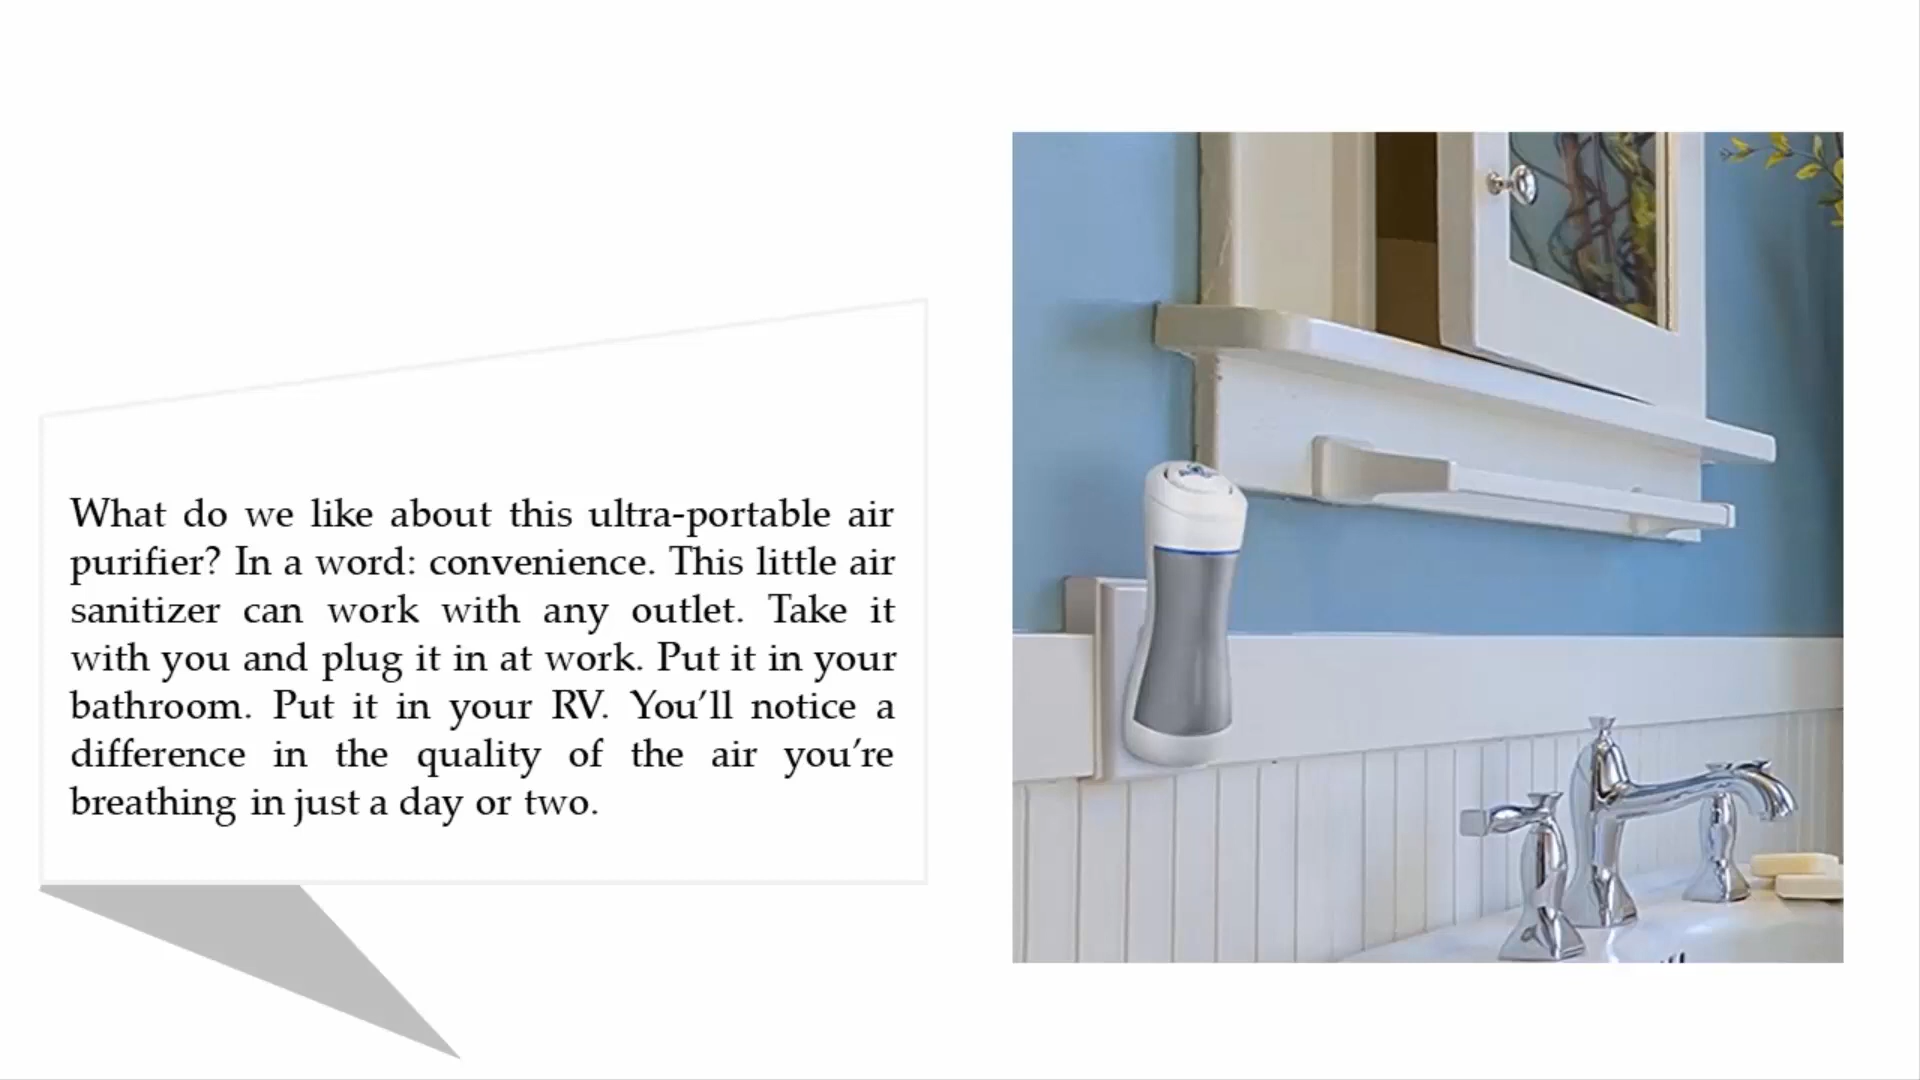 What do we like about this ultra-portable air
purifier? In a word: convenience. This little air
sanitizer can work with any outlet. Take it
with you and plug it in at work. Put it in your
bathroom. Put it in your RV. You’ll notice a
difference in the quality of the air you’re
breathing in just a day or two.